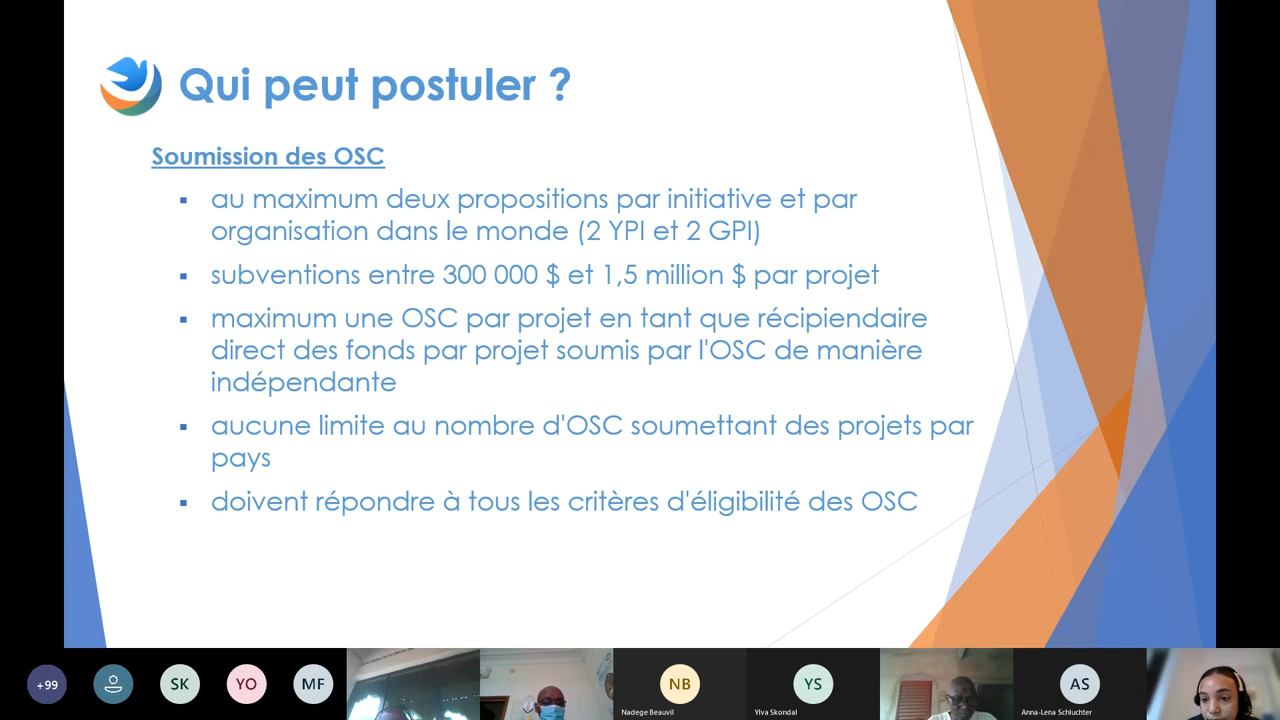 Qui peut postuler ?
Soumission des OSC
au maximum deux propositions par initiative et par
organisation dans le monde (2 YPI et 2 GPI)
subventions entre 300 000 $ et 1,5 million $ par projet
maximum une OSC par projet en tant que récipiendaire
direct des fonds par projet soumis par l'OSC de manière
indépendante
aucune limite au nombre d'OSC soumettant des projets par
pays
doivent répondre à tous les critères d'éligibilité des OSC
+99
SK
YO
MF
NB
Nadege Beauvil
YS
Ylva Skondal
AS
Anna-Lena Schluchter